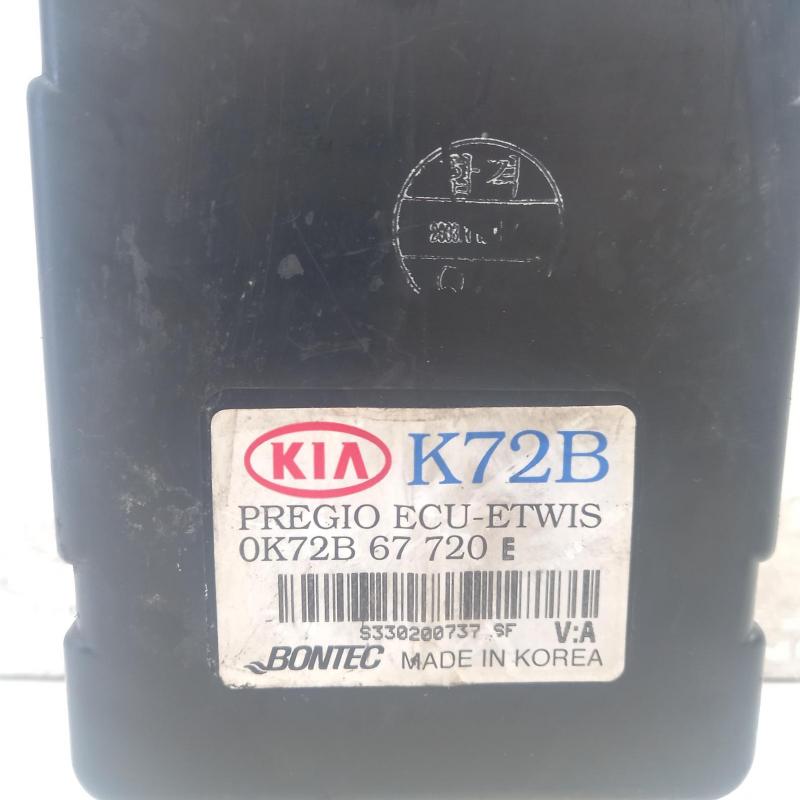 합격
KIA K72B
PREGIO ECU-ETWIS
0K72B 67 720 E
S330200737 SF V:A
BONTEC MADE IN KOREA